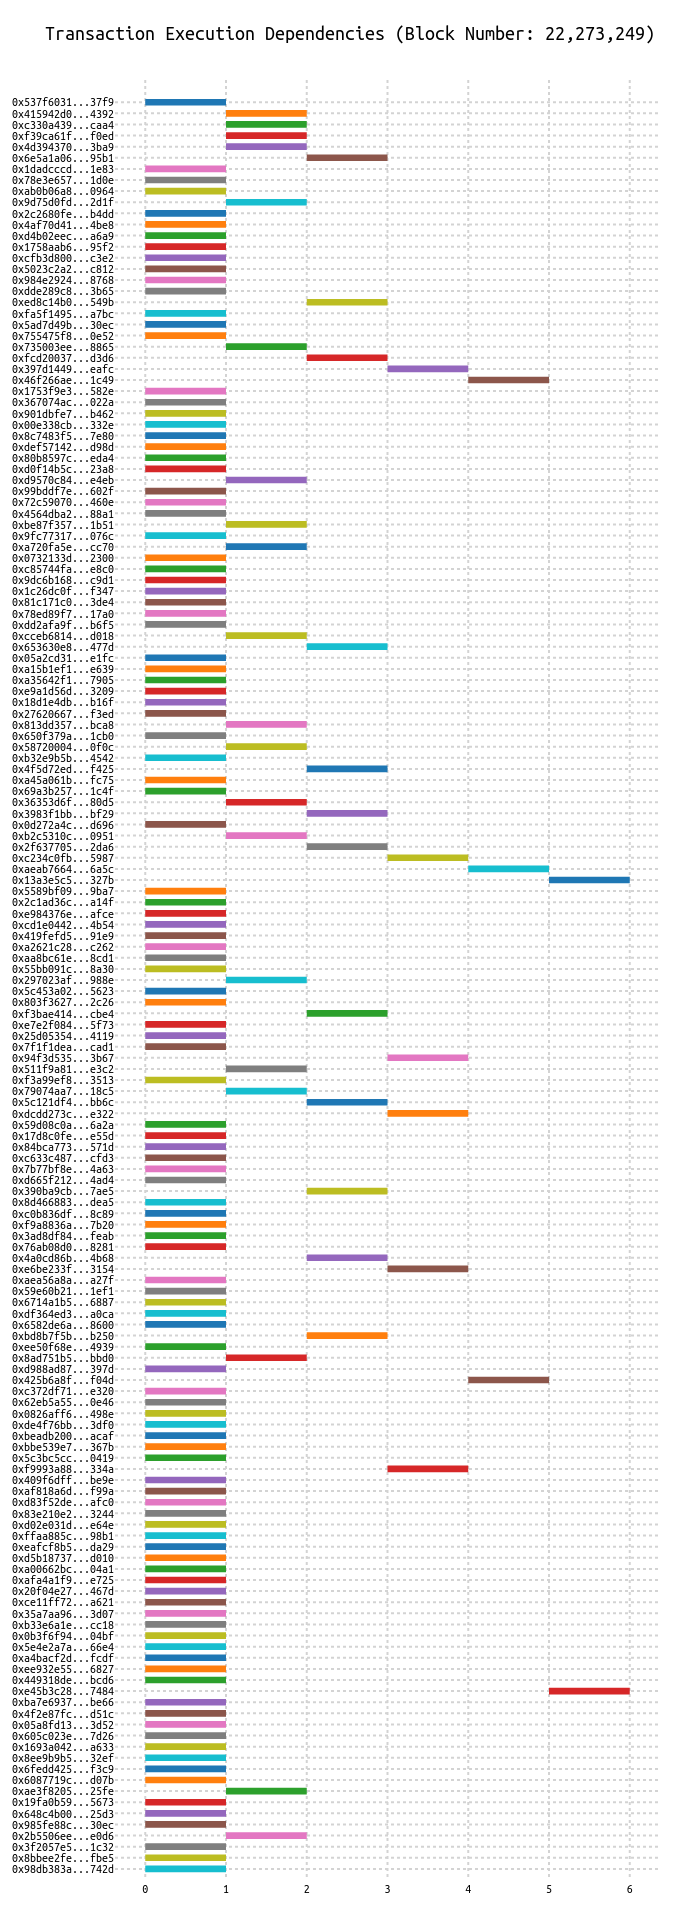 Transaction Execution Dependencies (Block Number: 22,273,249)
0x537f6031...37f9
0x415942d0...4392
0xc330a439...caa4
0xf39ca61f...f0ed
0x4d394370...3ba9
0x6e5a1a06...95b1
0x1dadcccd...1e83
0x78e3e657...1d0e
0xab0b06a8...0964
0x9d75d0fd...2d1f
0x2c2680fe...b4dd
0x4af70d41...4be8
0xd4b02eec...a6a9
0x1758aab6...95f2
0xcfb3d800...c3e2
0x5023c2a2...c812
0x984e2924...8768
0xdde289c8...3b65
0xed8c14b0...549b
0xfa5f1495...a7bc
0x5ad7d49b...30ec
0x755475f8...0e52
0x735003ee...8865
0xfcd20037...d3d6
0x397d1449...eafc
0x46f266ae...1c49
0x1753f9e3...582e
0x367074ac...022a
0x901dbfe7...b462
0x00e338cb...332e
0x8c7483f5...7e80
0xdef57142...d98d
0x80b8597c...eda4
0xd0f14b5c...23a8
0xd9570c84...e4eb
0x99bddf7e...602f
0x72c59070...460e
0x4564dba2...88a1
0xbe87f357...1b51
0x9fc77317...076c
0xa720fa5e...cc70
0x0732133d...2300
0xc85744fa...e8c0
0x9dc6b168...c9d1
0x1c26dc0f...f347
0x81c171c0...3de4
0x78ed89f7...17a0
0xdd2afa9f...b6f5
0xcceb6814...d018
0x653630e8...477d
0x05a2cd31...e1fc
0xa15b1ef1...e639
0xa35642f1...7905
0xe9a1d56d...3209
0x18d1e4db...b16f
0x27620667...f3ed
0x813dd357...bca8
0x650f379a...1cb0
0x58720004...0f0c
0xb32e9b5b...4542
0x4f5d72ed...f425
0xa45a061b...fc75
0x69a3b257...1c4f
0x36353d6f...80d5
0x3983f1bb...bf29
0x0d272a4c...d696
0xb2c5310c...0951
0x2f637705...2da6
0xc234c0fb...5987
0xaeab7664...6a5c
0x13a3e5c5...327b
0x5589bf09...9ba7
0x2c1ad36c...a14f
0xe984376e...afce
0xcd1e0442...4b54
0x419fefd5...91e9
0xa2621c28...c262
0xaa8bc61e...8cd1
0x55bb091c...8a30
0x297023af...988e
0x5c453a02...5623
0x803f3627...2c26
0xf3bae414...cbe4
0xe7e2f084...5f73
0x25d05354...4119
0x7f1f1dea...cad1
0x94f3d535...3b67
0x511f9a81...e3c2
0xf3a99ef8...3513
0x79074aa7...18c5
0x5c121df4...bb6c
0xdcdd273c...e322
0x59d08c0a...6a2a
0x17d8c0fe...e55d
0x84bca773...571d
0xc633c487...cfd3
0x7b77bf8e...4a63
0xd665f212...4ad4
0x390ba9cb...7ae5
0x8d466883...dea5
0xc0b836df...8c89
0xf9a8836a...7b20
0x3ad8df84...feab
0x76ab08d0...8281
0x4a0cd86b...4b68
0xe6be233f...3154
0xaea56a8a...a27f
0x59e60b21...1ef1
0x6714a1b5...6887
0xdf364ed3...a0ca
0x6582de6a...8600
0xbd8b7f5b...b250
0xee50f68e...4939
0x8ad751b5...bbd0
0xd988ad87...397d
0x425b6a8f...f04d
0xc372df71...e320
0x62eb5a55...0e46
0x0826aff6...498e
0xde4f76bb...3df0
0xbeadb200...acaf
0xbbe539e7...367b
0x5c3bc5cc...0419
0xf9993a88...334a
0x409f6dff...be9e
0xaf818a6d...f99a
0xd83f52de...afc0
0x83e210e2...3244
0xd02e031d...e64e
0xffaa885c...98b1
0xeafcf8b5...da29
0xd5b18737...d010
0xa00662bc...04a1
0xafa4a1f9...e725
0x20f04e27...467d
0xce11ff72...a621
0x35a7aa96...3d07
0xb33e6a1e...cc18
0x0b3f6f94...04bf
0x5e4e2a7a...66e4
0xa4bacf2d...fcdf
0xee932e55...6827
0x449318de...bcd6
0xe45b3c28...7484
0xba7e6937...be66
0x4f2e87fc...d51c
0x05a8fd13...3d52
0x605c023e...7d26
0x1693a042...a633
0x8ee9b9b5...32ef
0x6fedd425...f3c9
0x6087719c...d07b
0xae3f8205...25fe
0x19fa0b59...5673
0x648c4b00...25d3
0x985fe88c...30ec
0x2b5506ee...e0d6
0x3f2057e5...1c32
0x8bbee2fe...fbe5
0x98db383a...742d
0 1 2 3 4 5 6